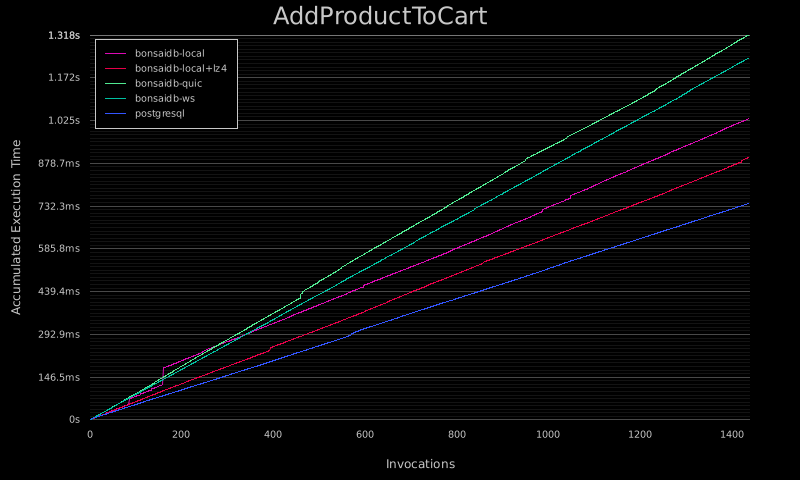 AddProductToCart
1.318s
1.172s
1.025s
878.7ms
732.3ms
585.8ms
439.4ms
292.9ms
146.5ms
0s
Accumulated Execution Time
bonsaidb-local
bonsaidb-local+lz4
bonsaidb-quic
bonsaidb-ws
postgresql
0 200 400 600 800 1000 1200 1400
Invocations